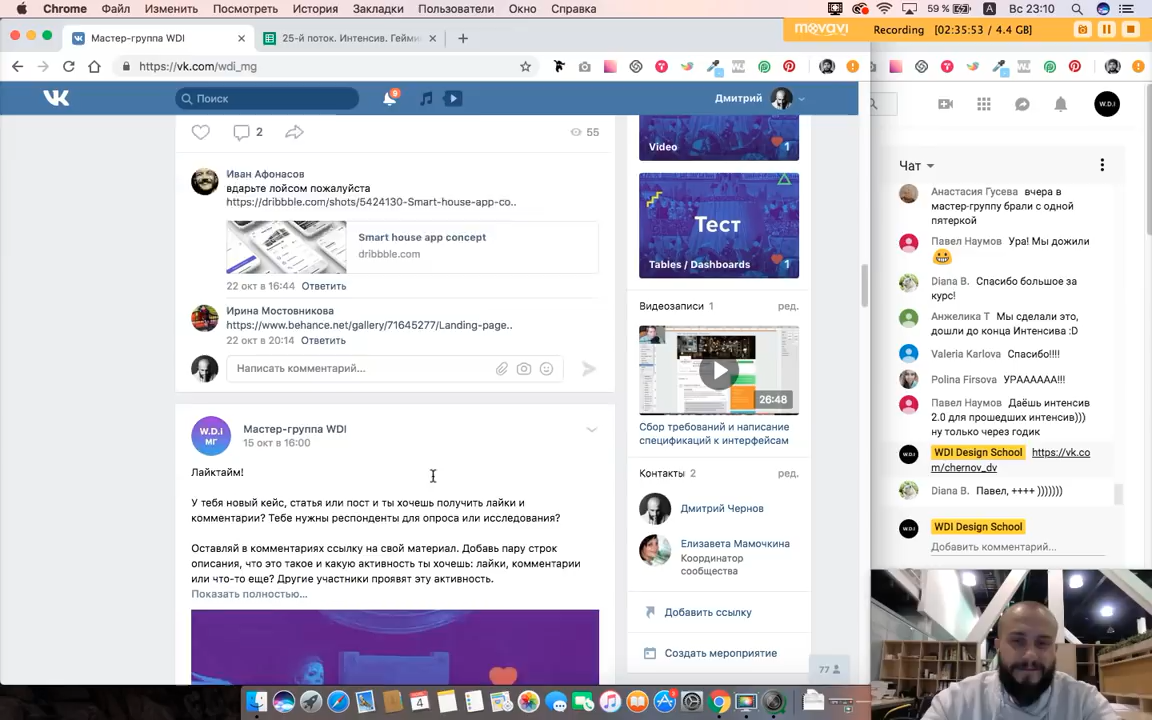 Chrome Файл Изменить Просмотр История Закладки Пользователи Окно Справка 59 % A Вс 23:10
Мастер-группа WDI
25-й поток. Интенсив. Гейми
movavi Recording [02:35:53 / 4.4 GB]
https://vk.com/wdi_mg
Поиск
9
Дмитрий
W.D.I
2
55
Иван Афонасов
вдарьте лойсом пожалуйста
https://dribbble.com/shots/5424130-Smart-house-app-co..
Smart house app concept
dribbble.com
22 окт в 16:44 Ответить
Ирина Мостовникова
https://www.behance.net/gallery/71645277/Landing-page..
22 окт в 20:14 Ответить
Написать комментарий...
W.D.i
МГ
Мастер-группа WDI
15 окт в 16:00
Лайктайм!
У тебя новый кейс, статья или пост и ты хочешь получить лайки и
комментарии? Тебе нужны респонденты для опроса или исследования?
Оставляй в комментариях ссылку на свой материал. Добавь пару строк
описания, что это такое и какую активность ты хочешь: лайки, комментарии
или что-то еще? Другие участники проявят эту активность.
Показать полностью...
Video
1
Тест
Tables / Dashboards
1
Видеозаписи 1
ред.
26:48
Сбор требований и написание
спецификаций к интерфейсам
Контакты 2
ред.
Дмитрий Чернов
Елизавета Мамочкина
Координатор
сообщества
Добавить ссылку
Создать мероприятие
77
Чат
Анастасия Гусева вчера в
мастер-группу брали с одной
пятеркой
Павел Наумов Ура! Мы дожили
Diana B. Спасибо большое за
курс!
Анжелика Т Мы сделали это,
дошли до конца Интенсива :D
Valeria Karlova Спасибо!!!!
Polina Firsova УРАААААА!!!
Павел Наумов Даёшь интенсив
2.0 для прошедших интенсив)))
ну только через годик
WDI Design School https://vk.co
m/chernov_dv
Diana B. Павел, ++++ )))))))
WDI Design School
Добавить комментарий...
4